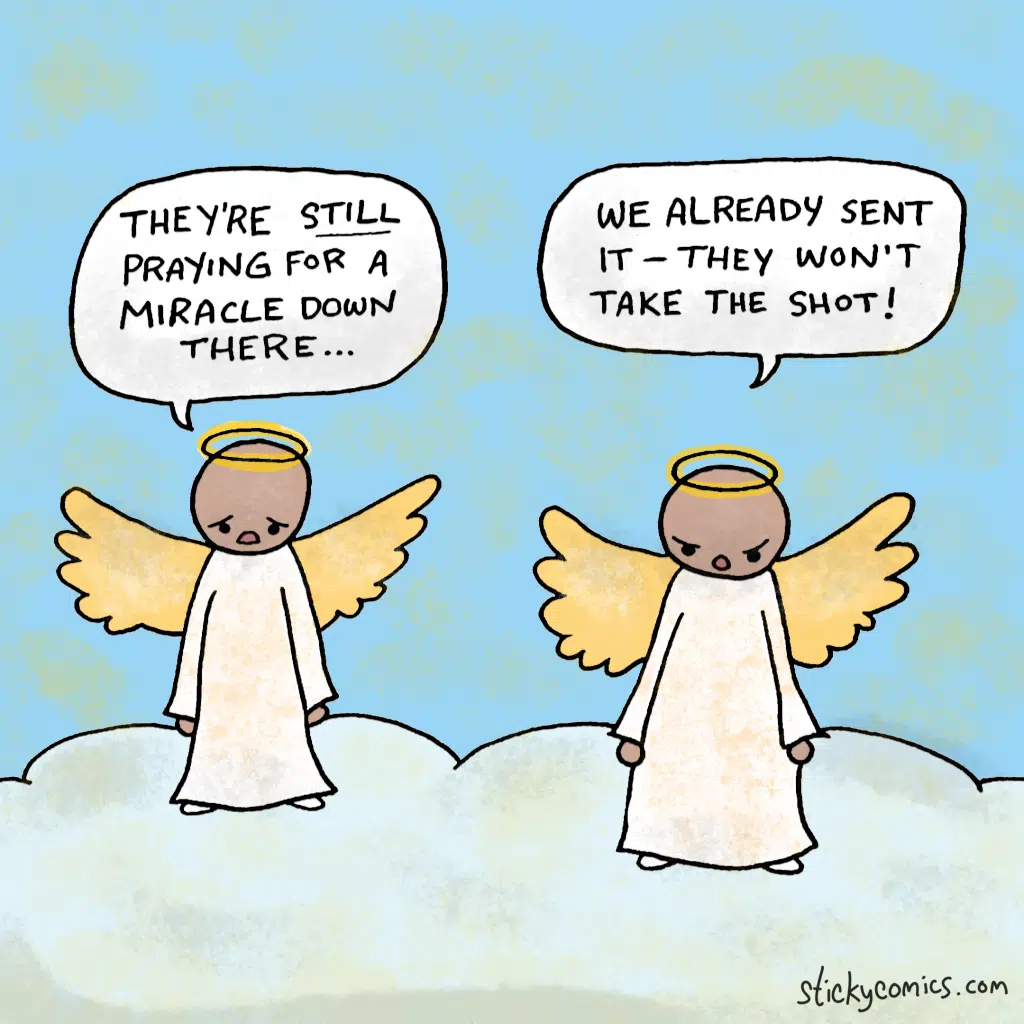 THEY'RE STILL
PRAYING FOR A
MIRACLE DOWN
THERE...
WE ALREADY SENT
IT – THEY WON'T
TAKE THE SHOT!
stickycomics.com